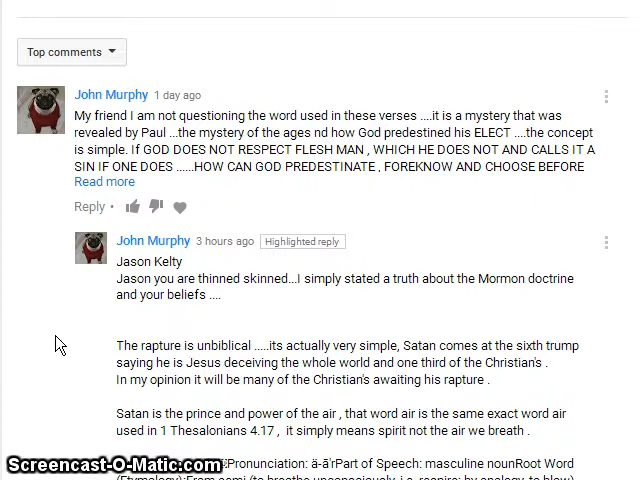 Top comments
John Murphy 1 day ago
My friend I am not questioning the word used in these verses ....it is a mystery that was
revealed by Paul ...the mystery of the ages nd how God predestined his ELECT ....the concept
is simple. If GOD DOES NOT RESPECT FLESH MAN , WHICH HE DOES NOT AND CALLS IT A
SIN IF ONE DOES ......HOW CAN GOD PREDESTINATE , FOREKNOW AND CHOOSE BEFORE
Read more
Reply •
John Murphy 3 hours ago Highlighted reply
Jason Kelty
Jason you are thinned skinned...I simply stated a truth about the Mormon doctrine
and your beliefs ....
The rapture is unbiblical .....its actually very simple, Satan comes at the sixth trump
saying he is Jesus deceiving the whole world and one third of the Christian's .
In my opinion it will be many of the Christian's awaiting his rapture .
Satan is the prince and power of the air , that word air is the same exact word air
used in 1 Thesalonians 4.17 , it simply means spirit not the air we breath .
Pronunciation: ä-ā'rPart of Speech: masculine nounRoot Word
Screencast-O-Matic.com